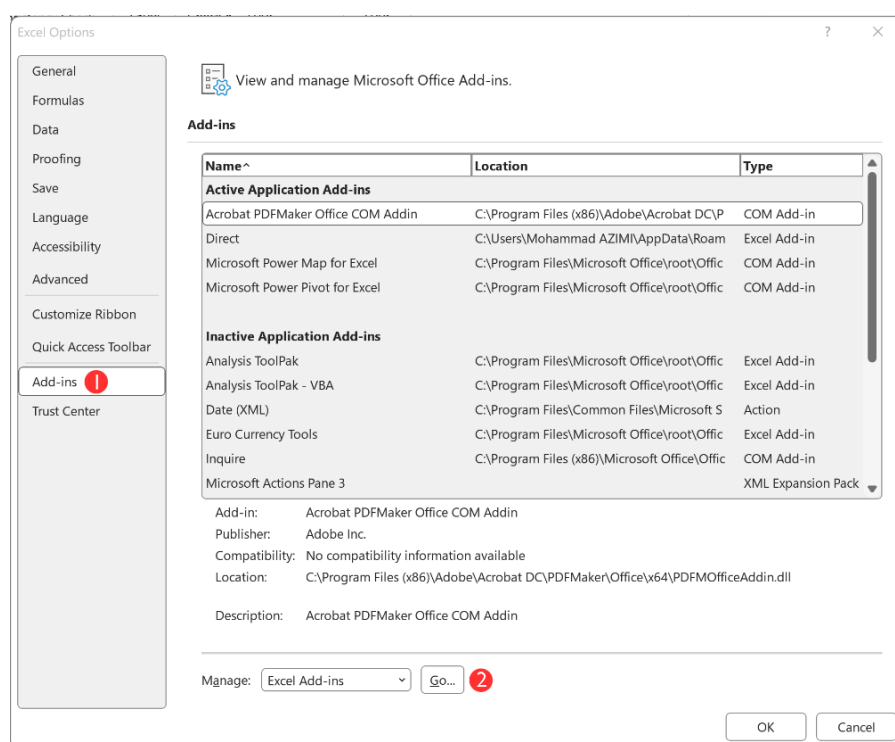 Excel Options ? ×
General
Formulas
Data
Proofing
Save
Language
Accessibility
Advanced
Customize Ribbon
Quick Access Toolbar
Add-ins 1
Trust Center
View and manage Microsoft Office Add-ins.
Add-ins
Name^ Location Type
Active Application Add-ins
Acrobat PDFMaker Office COM Addin C:\Program Files (x86)\Adobe\Acrobat DC\P COM Add-in
Direct C:\Users\Mohammad AZIMI\AppData\Roam Excel Add-in
Microsoft Power Map for Excel C:\Program Files\Microsoft Office\root\Offic COM Add-in
Microsoft Power Pivot for Excel C:\Program Files\Microsoft Office\root\Offic COM Add-in
Inactive Application Add-ins
Analysis ToolPak C:\Program Files\Microsoft Office\root\Offic Excel Add-in
Analysis ToolPak - VBA C:\Program Files\Microsoft Office\root\Offic Excel Add-in
Date (XML) C:\Program Files\Common Files\Microsoft S Action
Euro Currency Tools C:\Program Files\Microsoft Office\root\Offic Excel Add-in
Inquire C:\Program Files (x86)\Microsoft Office\Offic COM Add-in
Microsoft Actions Pane 3 XML Expansion Pack
Add-in: Acrobat PDFMaker Office COM Addin
Publisher: Adobe Inc.
Compatibility: No compatibility information available
Location: C:\Program Files (x86)\Adobe\Acrobat DC\PDFMaker\Office\x64\PDFMOfficeAddin.dll
Description: Acrobat PDFMaker Office COM Addin
Manage: Excel Add-ins Go... 2
OK Cancel